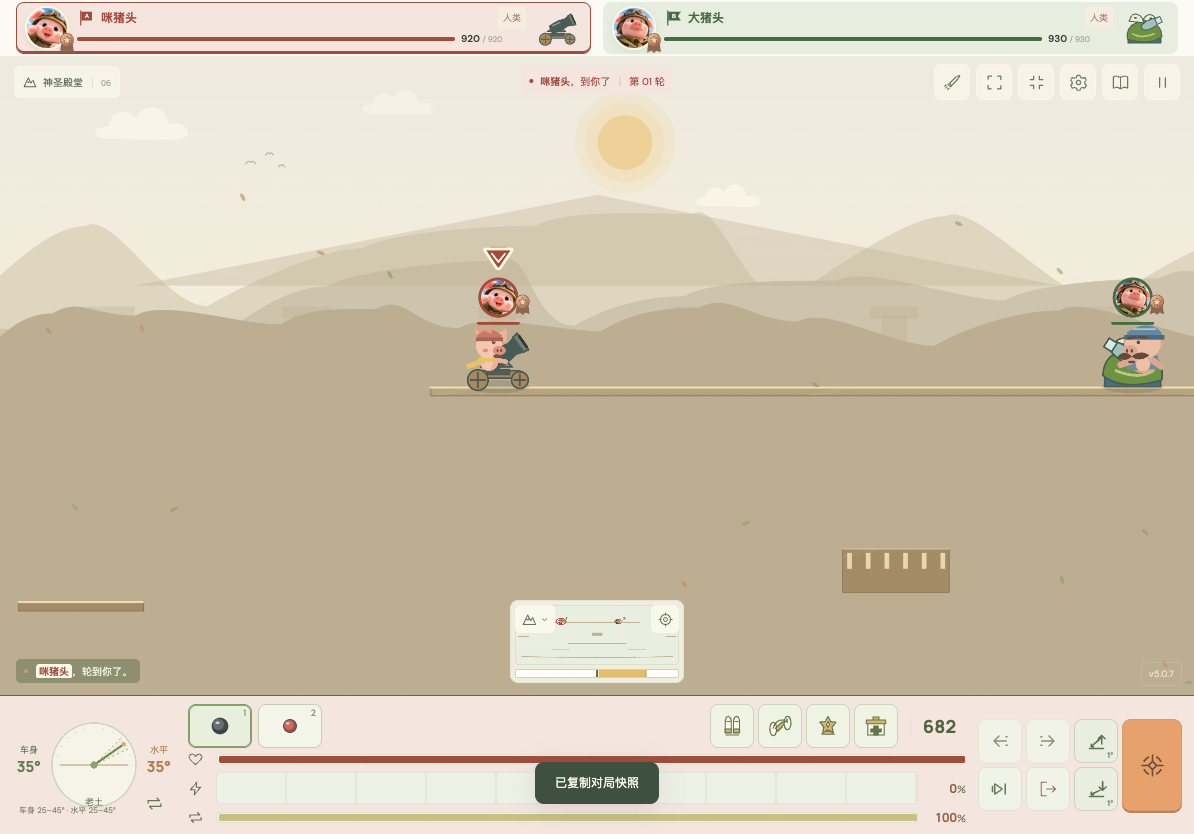 A 咪猪头 人类
920 / 920
B 大猪头 人类
930 / 930
神圣殿堂 06
咪猪头，到你了 第 01 轮
咪猪头，轮到你了。
v5.0.7
车身
35°
水平
35°
老土
车身 25–45° · 水平 25–45°
1
2
682
0%
100%
已复制对局快照
1°
1°